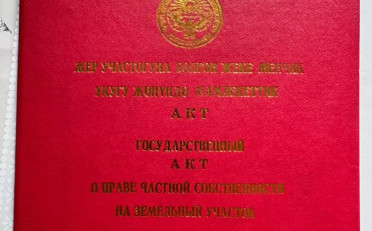 ЖЕР УЧАСТОГУНА БОЛГОН ЖЕКЕ МЕНЧИК
УКУГУ ЖӨНҮНДӨ МАМЛЕКЕТТИК
АКТ
ГОСУДАРСТВЕННЫЙ
АКТ
О ПРАВЕ ЧАСТНОЙ СОБСТВЕННОСТИ
НА ЗЕМЕЛЬНЫЙ УЧАСТОК